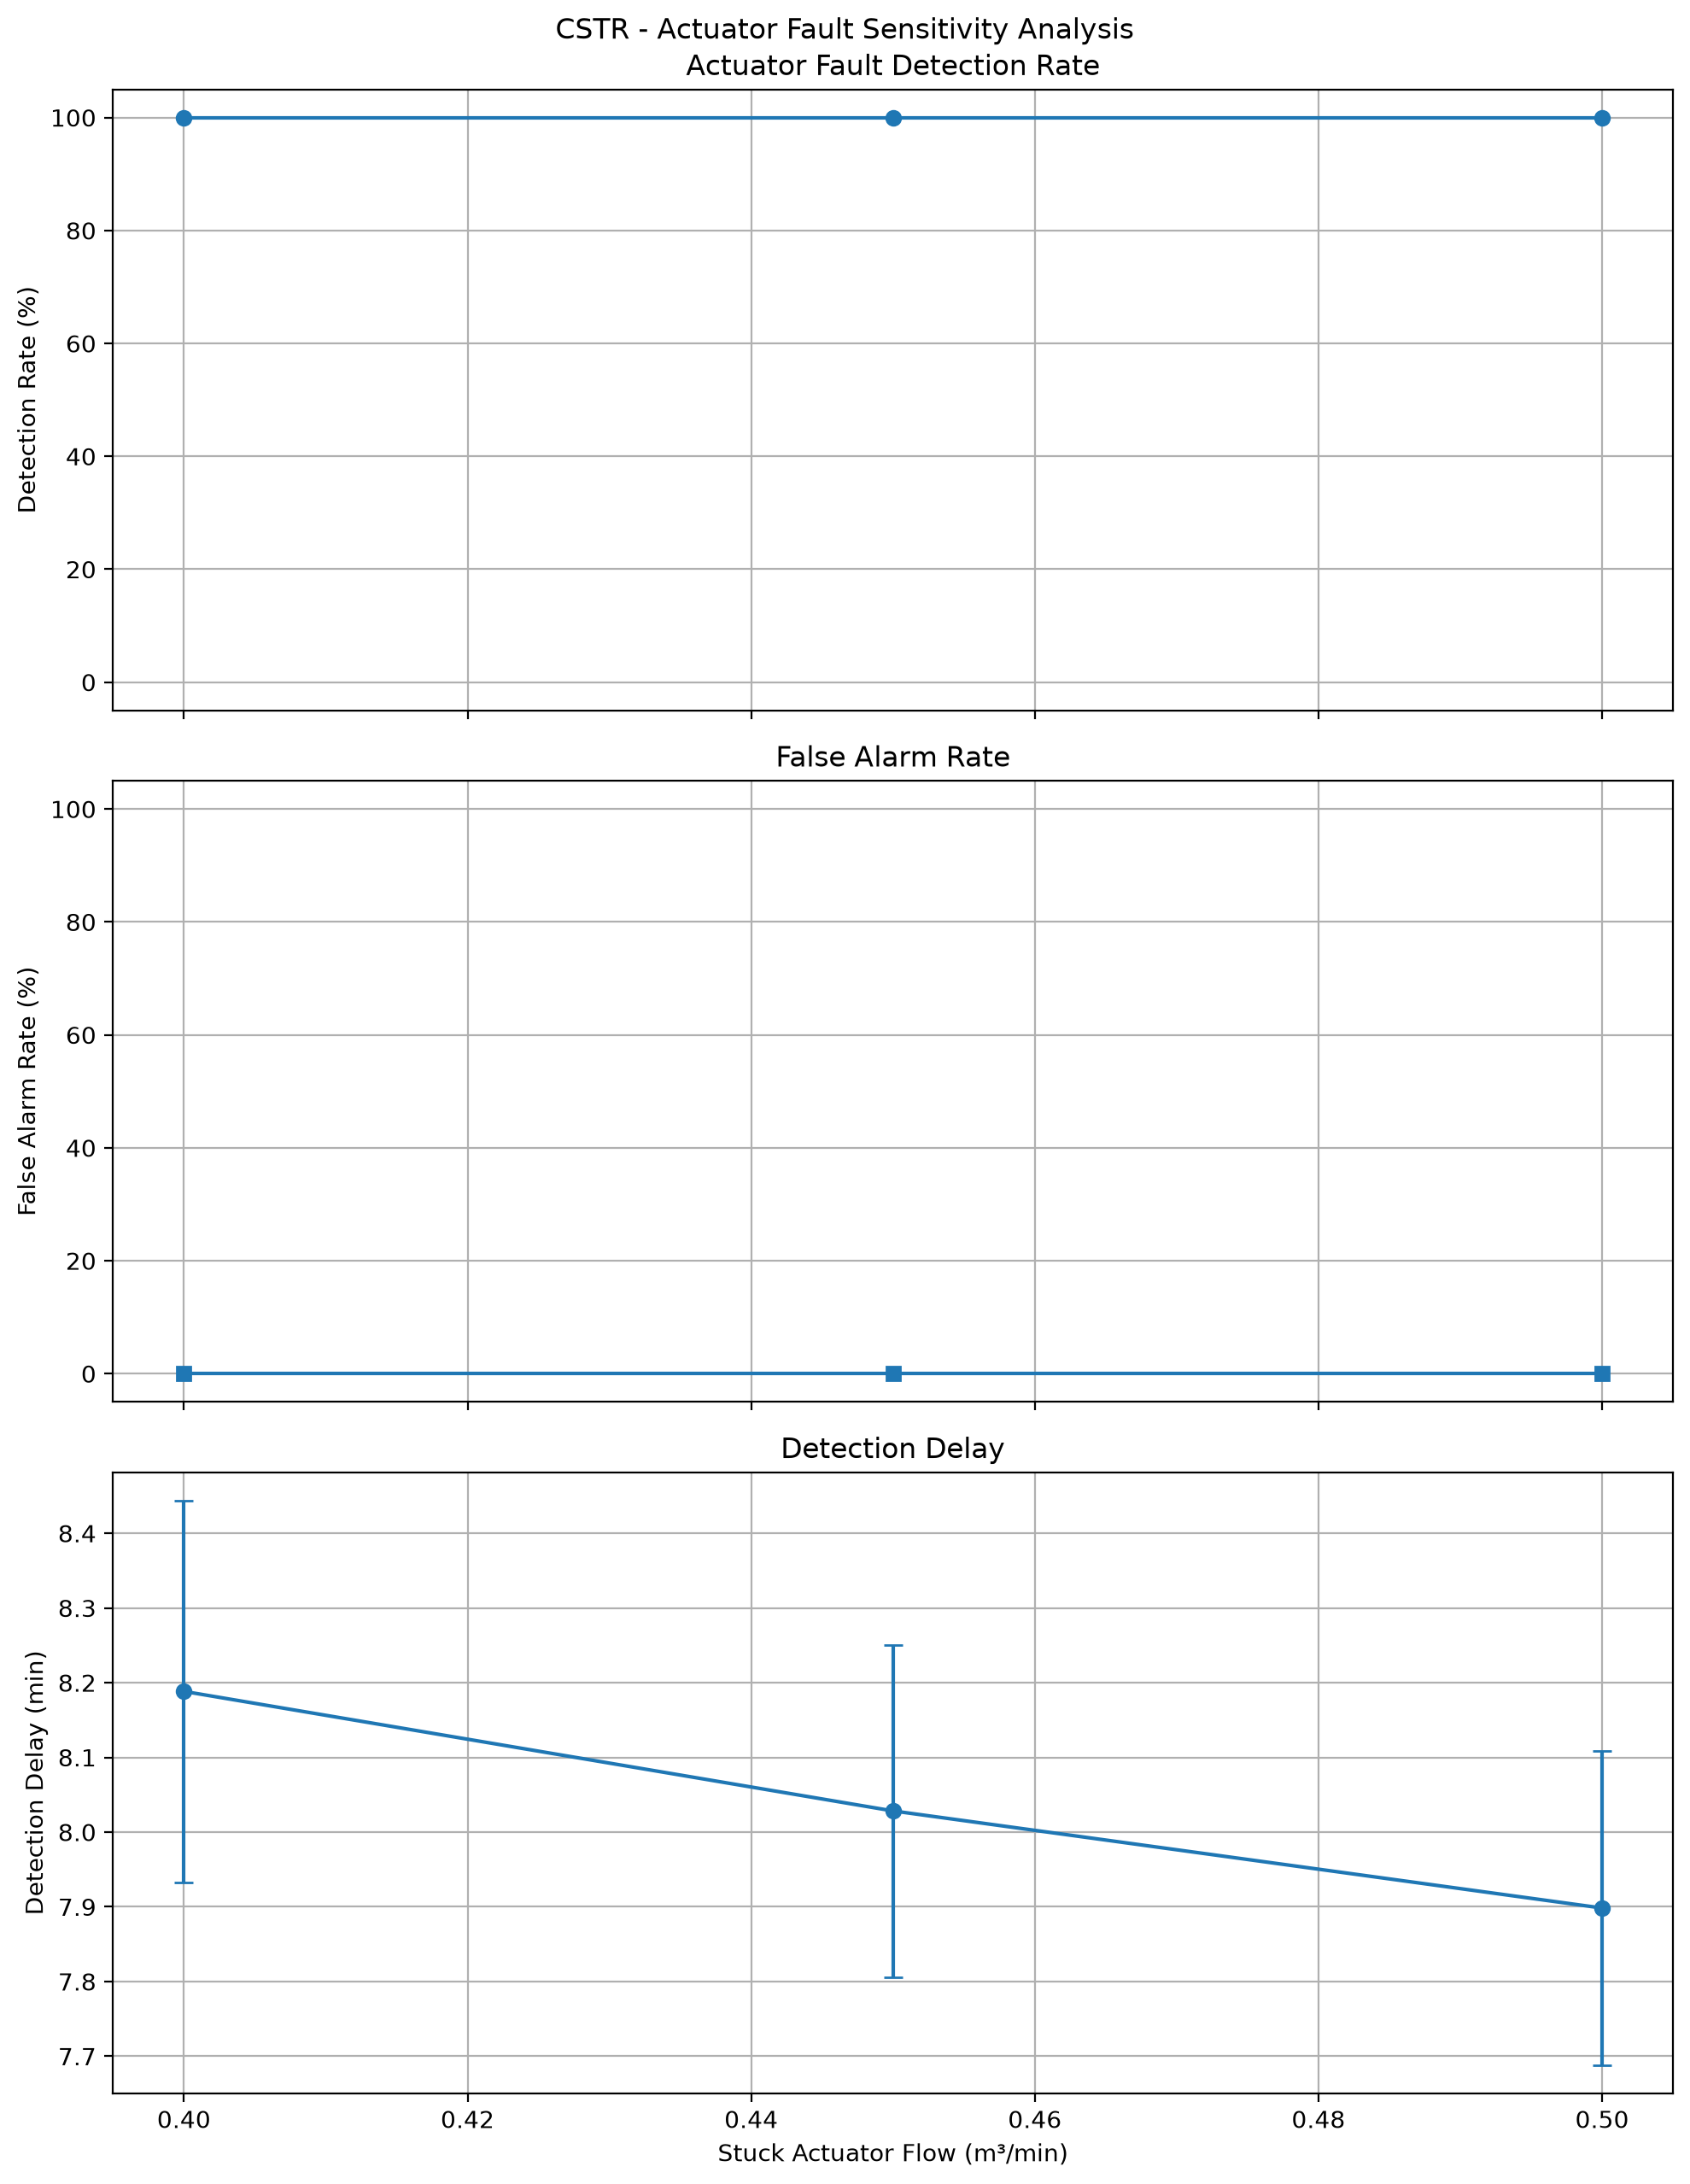 CSTR - Actuator Fault Sensitivity Analysis
Actuator Fault Detection Rate
Detection Rate (%)
100
80
60
40
20
0
False Alarm Rate
False Alarm Rate (%)
100
80
60
40
20
0
Detection Delay
Detection Delay (min)
8.4
8.3
8.2
8.1
8.0
7.9
7.8
7.7
0.40 0.42 0.44 0.46 0.48 0.50
Stuck Actuator Flow (m³/min)